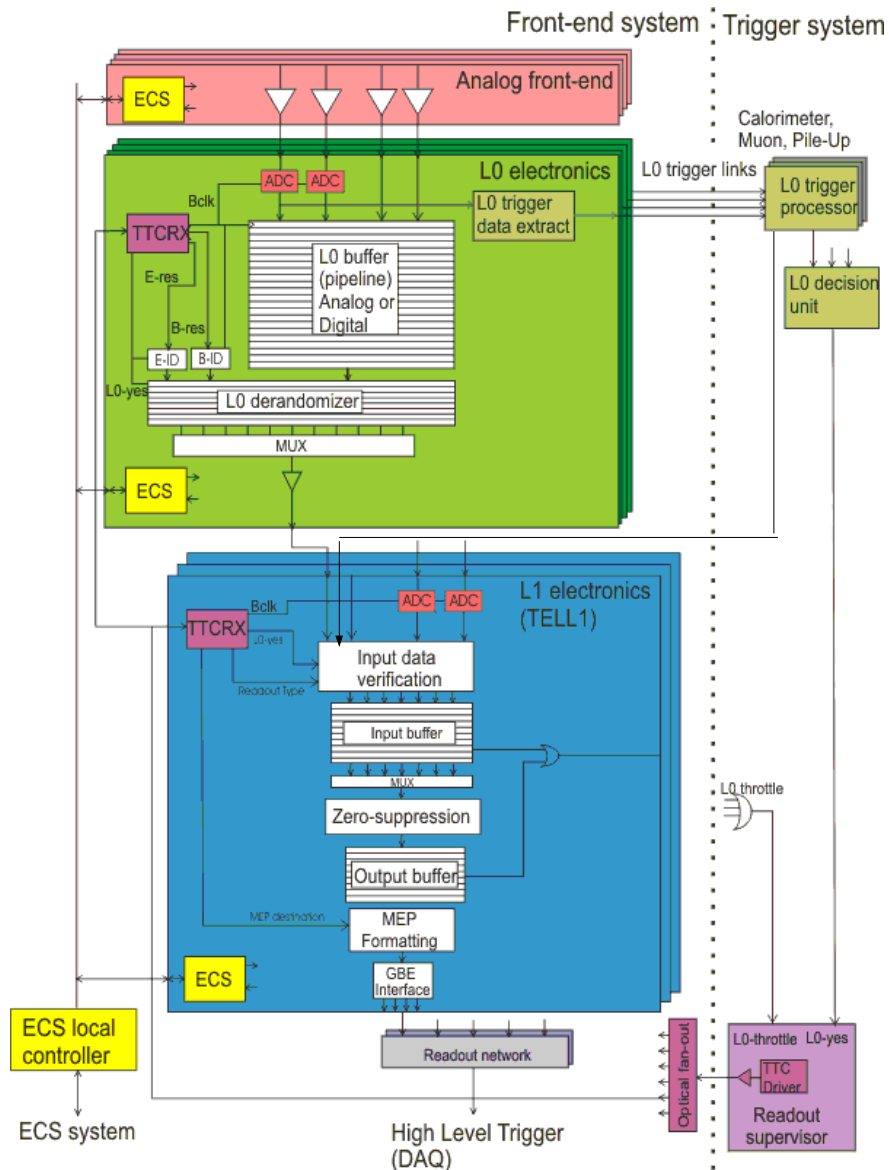 Front-end system
Trigger system
Analog front-end
ECS
Calorimeter,
Muon, Pile-Up
L0 electronics
L0 trigger links
ADC
ADC
Bclk
L0 trigger
data extract
L0 trigger
processor
TTCRX
L0 buffer
(pipeline)
Analog or
Digital
E-res
B-res
L0 decision
unit
E-ID
B-ID
L0-yes
L0 derandomizer
MUX
ECS
L1 electronics
(TELL1)
ADC
ADC
Bclk
TTCRX
L0-yes
Input data
verification
Readout Type
Input buffer
MUX
L0 throttle
Zero-suppression
Output buffer
MEP destination
MEP
Formatting
ECS
GBE
Interface
ECS local
controller
Readout network
Optical fan-out
L0-throttle
L0-yes
TTC
Driver
Readout
supervisor
ECS system
High Level Trigger
(DAQ)